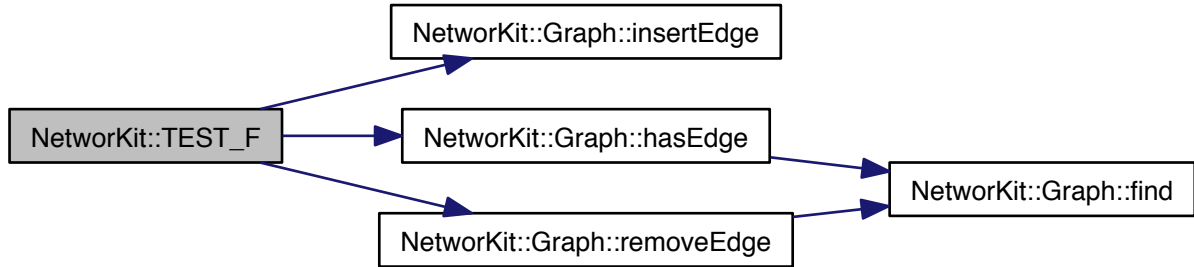 NetworKit::Graph::insertEdge
NetworKit::TEST_F
NetworKit::Graph::hasEdge
NetworKit::Graph::find
NetworKit::Graph::removeEdge